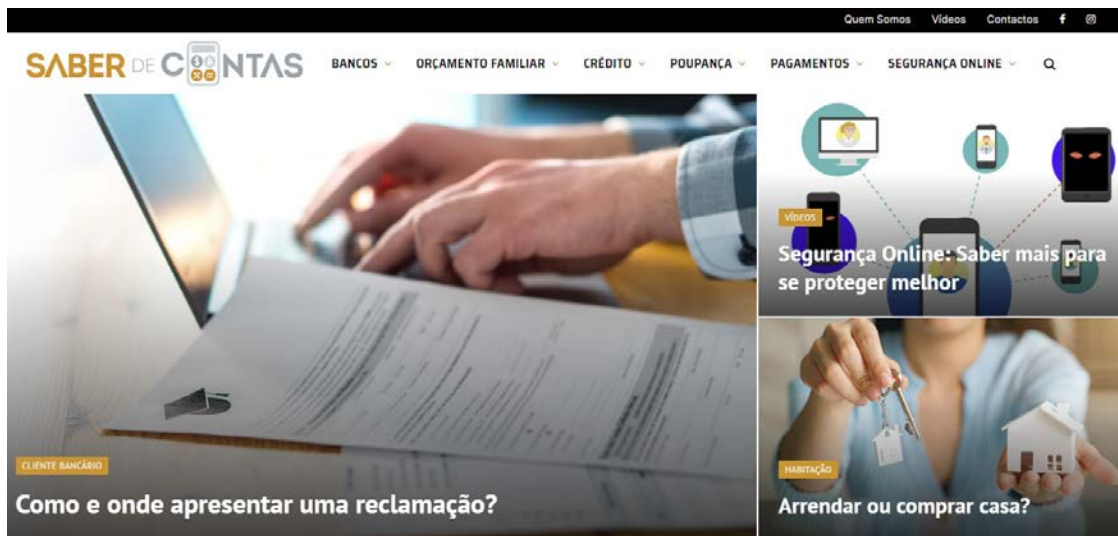 Quem Somos Vídeos Contactos
SABER DE CONTAS
BANCOS ORÇAMENTO FAMILIAR CRÉDITO POUPANÇA PAGAMENTOS SEGURANÇA ONLINE
CLIENTE BANCÁRIO
Como e onde apresentar uma reclamação?
VÍDEOS
Segurança Online: Saber mais para
se proteger melhor
HABITAÇÃO
Arrendar ou comprar casa?